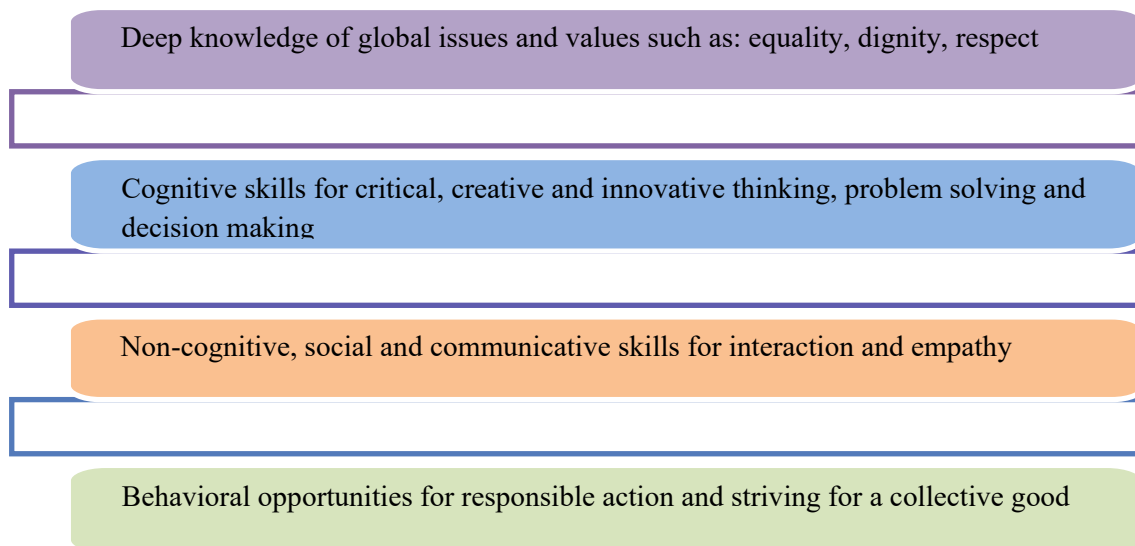 Deep knowledge of global issues and values such as: equality, dignity, respect
Cognitive skills for critical, creative and innovative thinking, problem solving and
decision making
Non-cognitive, social and communicative skills for interaction and empathy
Behavioral opportunities for responsible action and striving for a collective good